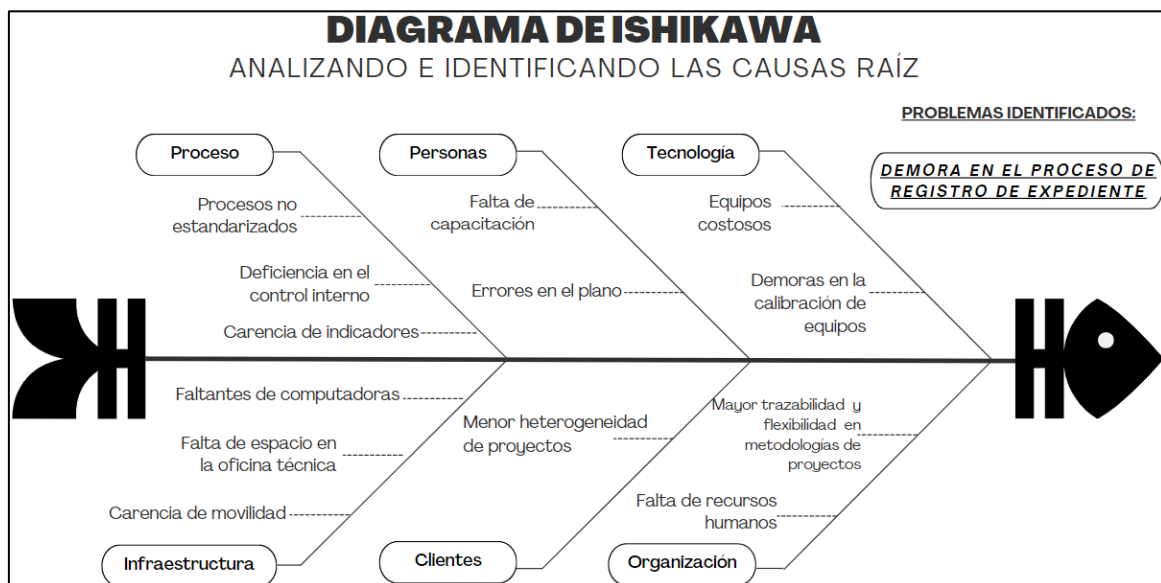 DIAGRAMA DE ISHIKAWA
ANALIZANDO E IDENTIFICANDO LAS CAUSAS RAÍZ
PROBLEMAS IDENTIFICADOS:
DEMORA EN EL PROCESO DE
REGISTRO DE EXPEDIENTE
Proceso
Procesos no
estandarizados
Deficiencia en el
control interno
Carencia de indicadores
Personas
Falta de
capacitación
Errores en el plano
Tecnología
Equipos
costosos
Demoras en la
calibración de
equipos
Faltantes de computadoras
Falta de espacio en
la oficina técnica
Carencia de movilidad
Infraestructura
Menor heterogeneidad
de proyectos
Clientes
Mayor trazabilidad y
flexibilidad en
metodologías de
proyectos
Falta de recursos
humanos
Organización